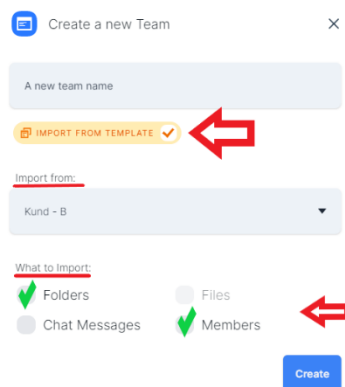 Create a new Team
A new team name
IMPORT FROM TEMPLATE
Import from:
Kund - B
What to Import:
Folders Files
Chat Messages Members
Create